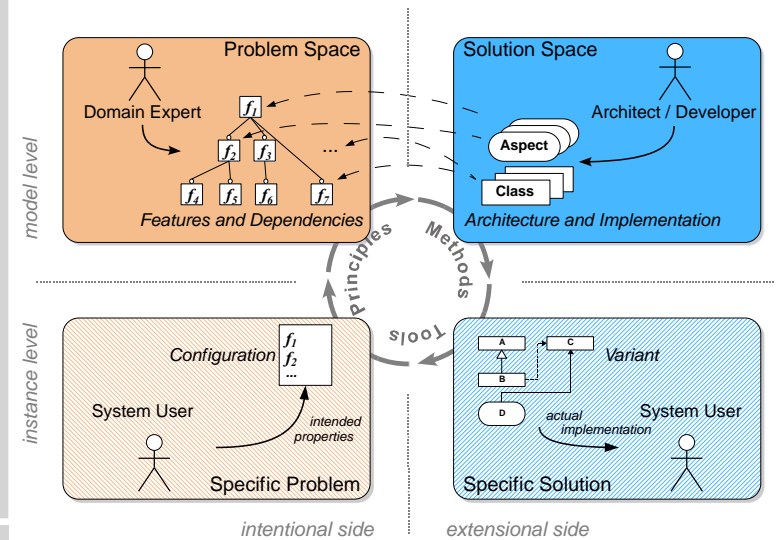 Problem Space
Domain Expert
f1
f2
f3
...
f4
f5
f6
f7
Features and Dependencies
Solution Space
Architect / Developer
Aspect
Class
Architecture and Implementation
model level
Principles
Methods
Tools
instance level
Configuration
f1
f2
...
System User
intended
properties
Specific Problem
A
C
B
D
Variant
actual
implementation
System User
Specific Solution
intentional side
extensional side